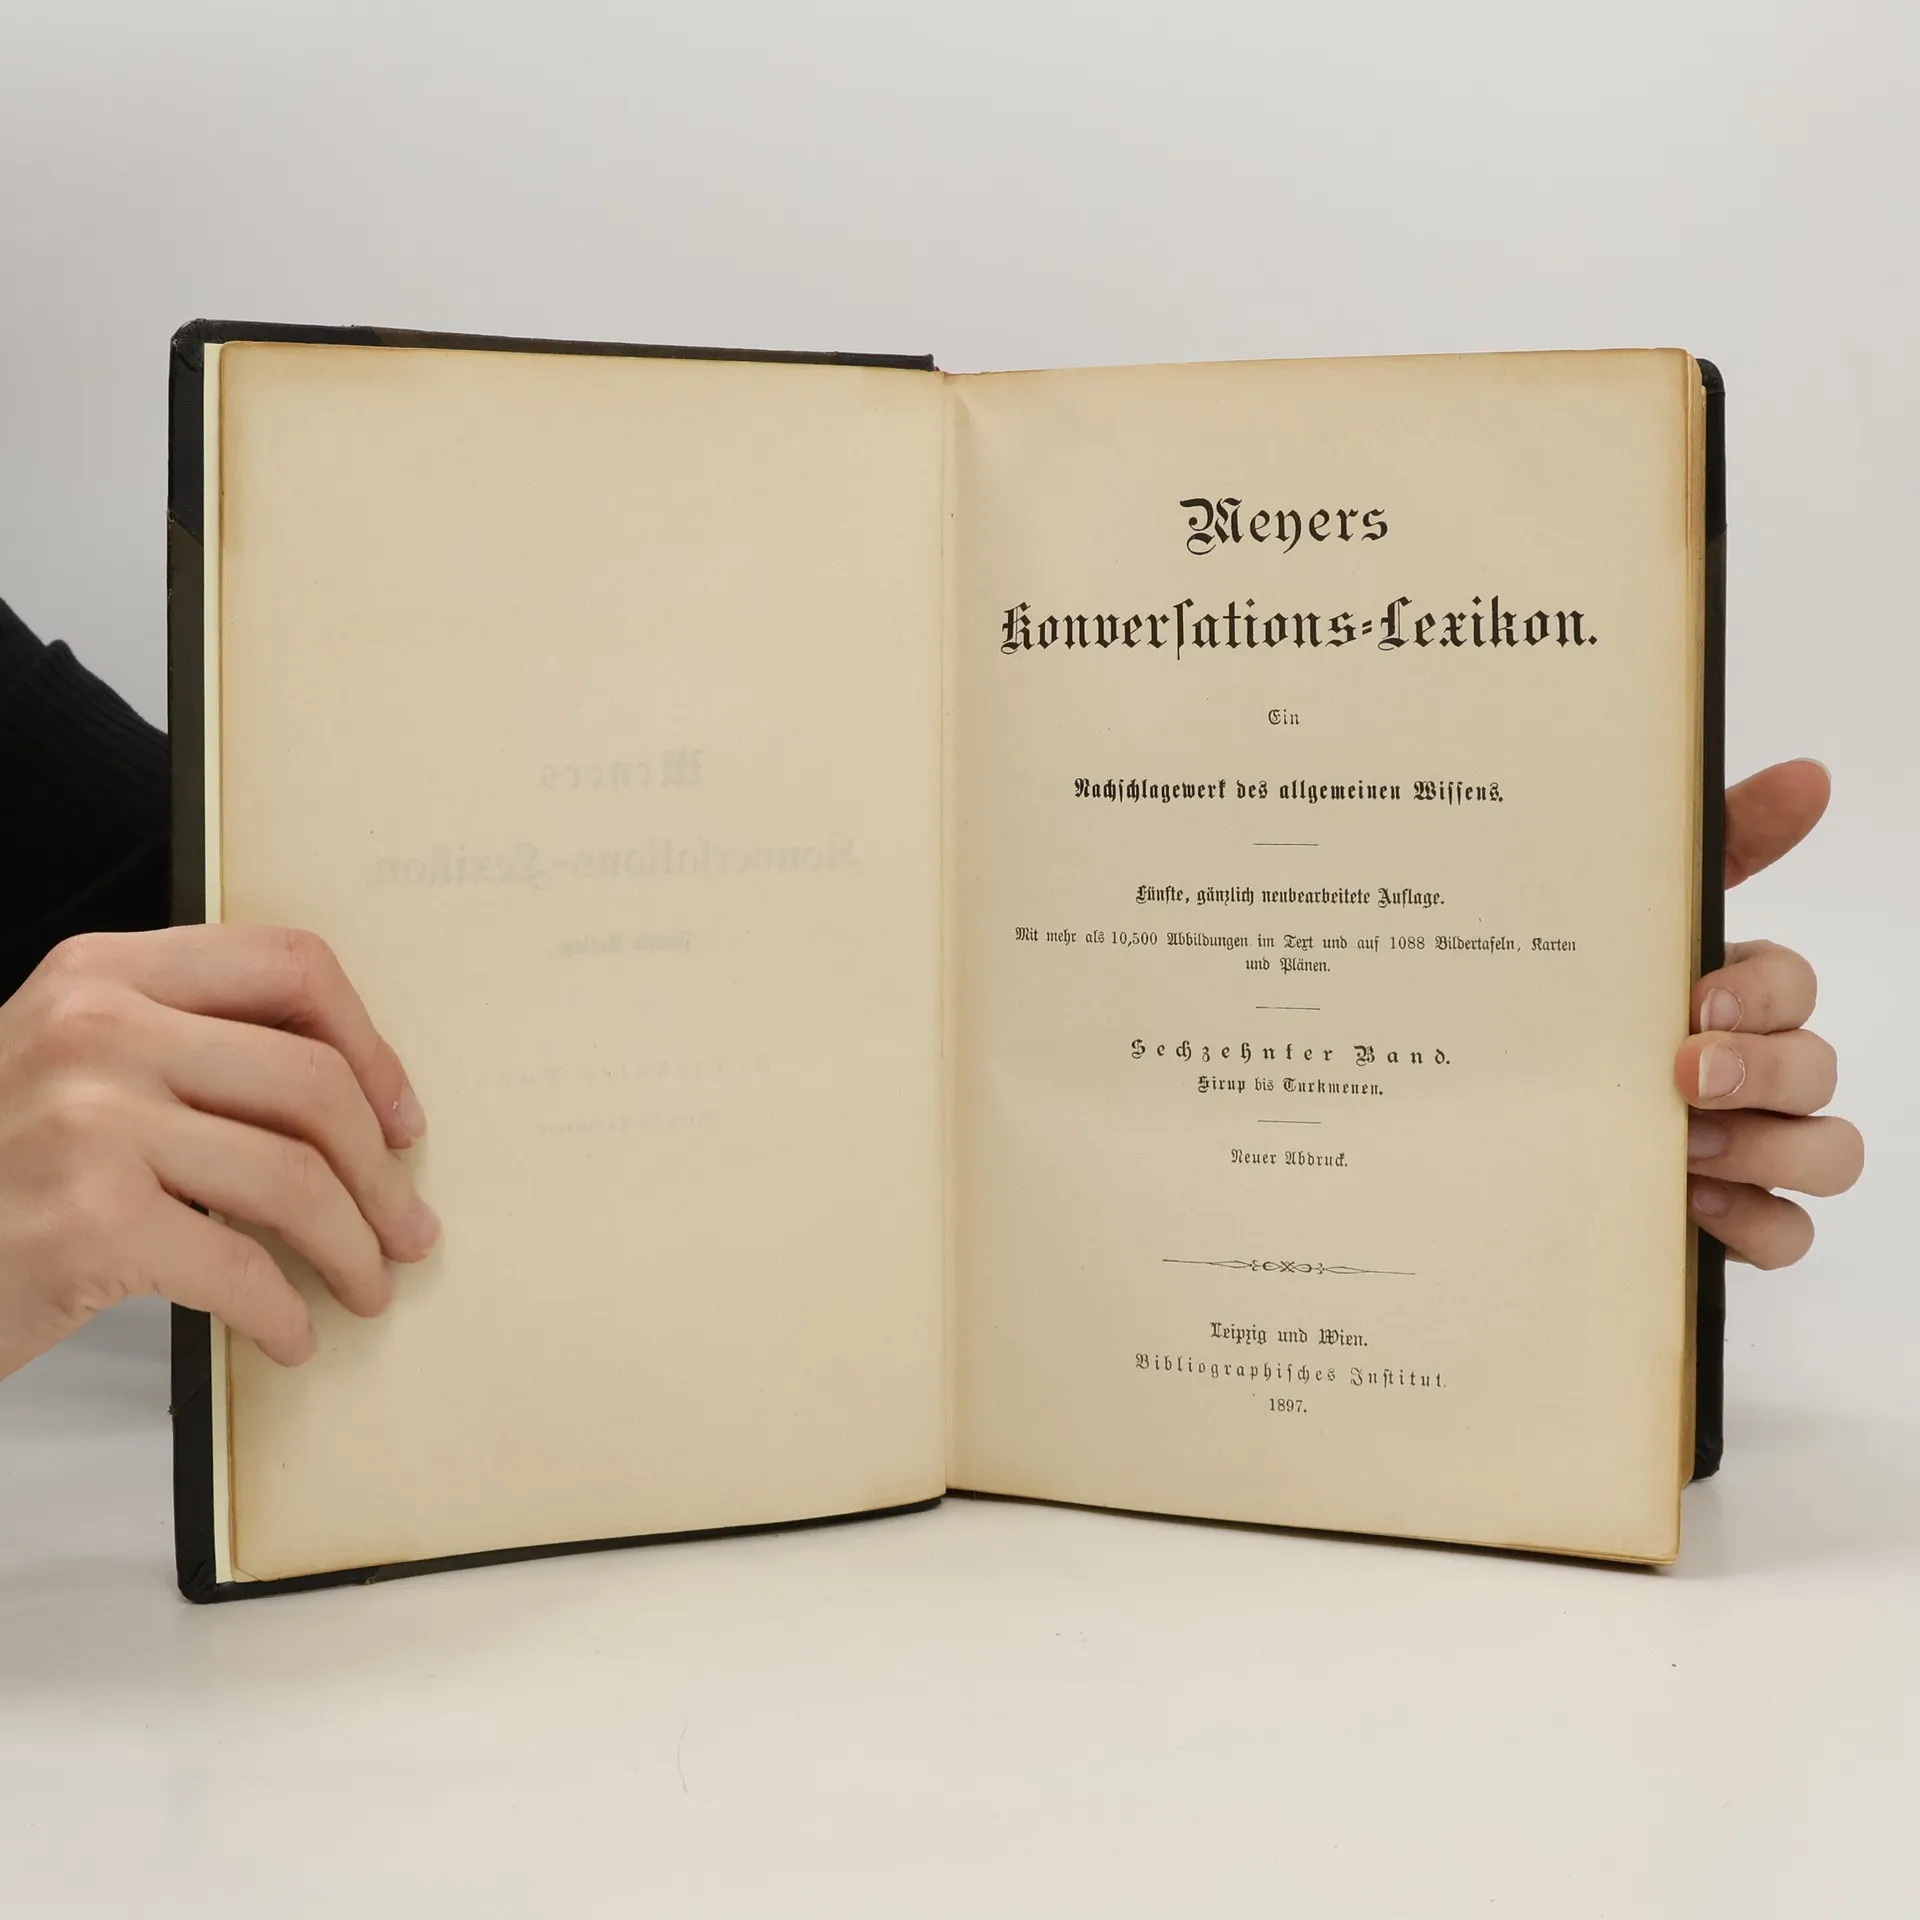 Meyers
Konverſations-Lexikon.
Ein
Nachſchlagewerk des allgemeinen Wiſſens.
Fünfte, gänzlich neubearbeitete Auflage.
Mit mehr als 10,500 Abbildungen im Text und auf 1088 Bildertafeln, Karten
und Plänen.
Sechzehnter Band.
Sirup bis Turkmenen.
Neuer Abdruck.
Leipzig und Wien.
Bibliographiſches Inſtitut.
1897.